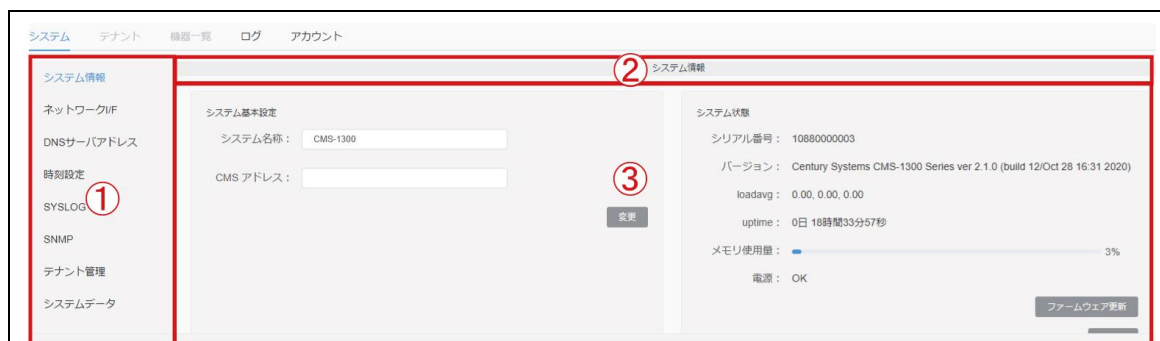 システム テナント 機器一覧 ログ アカウント
② システム情報
システム情報
ネットワークI/F
DNSサーバアドレス
時刻設定
①
SYSLOG
SNMP
テナント管理
システムデータ
システム基本設定
システム名称： CMS-1300
CMS アドレス：
③
変更
システム状態
シリアル番号： 10880000003
バージョン： Century Systems CMS-1300 Series ver 2.1.0 (build 12/Oct 28 16:31 2020)
loadavg： 0.00, 0.00, 0.00
uptime： 0日 18時間33分57秒
メモリ使用量： 3%
電源： OK
ファームウェア更新